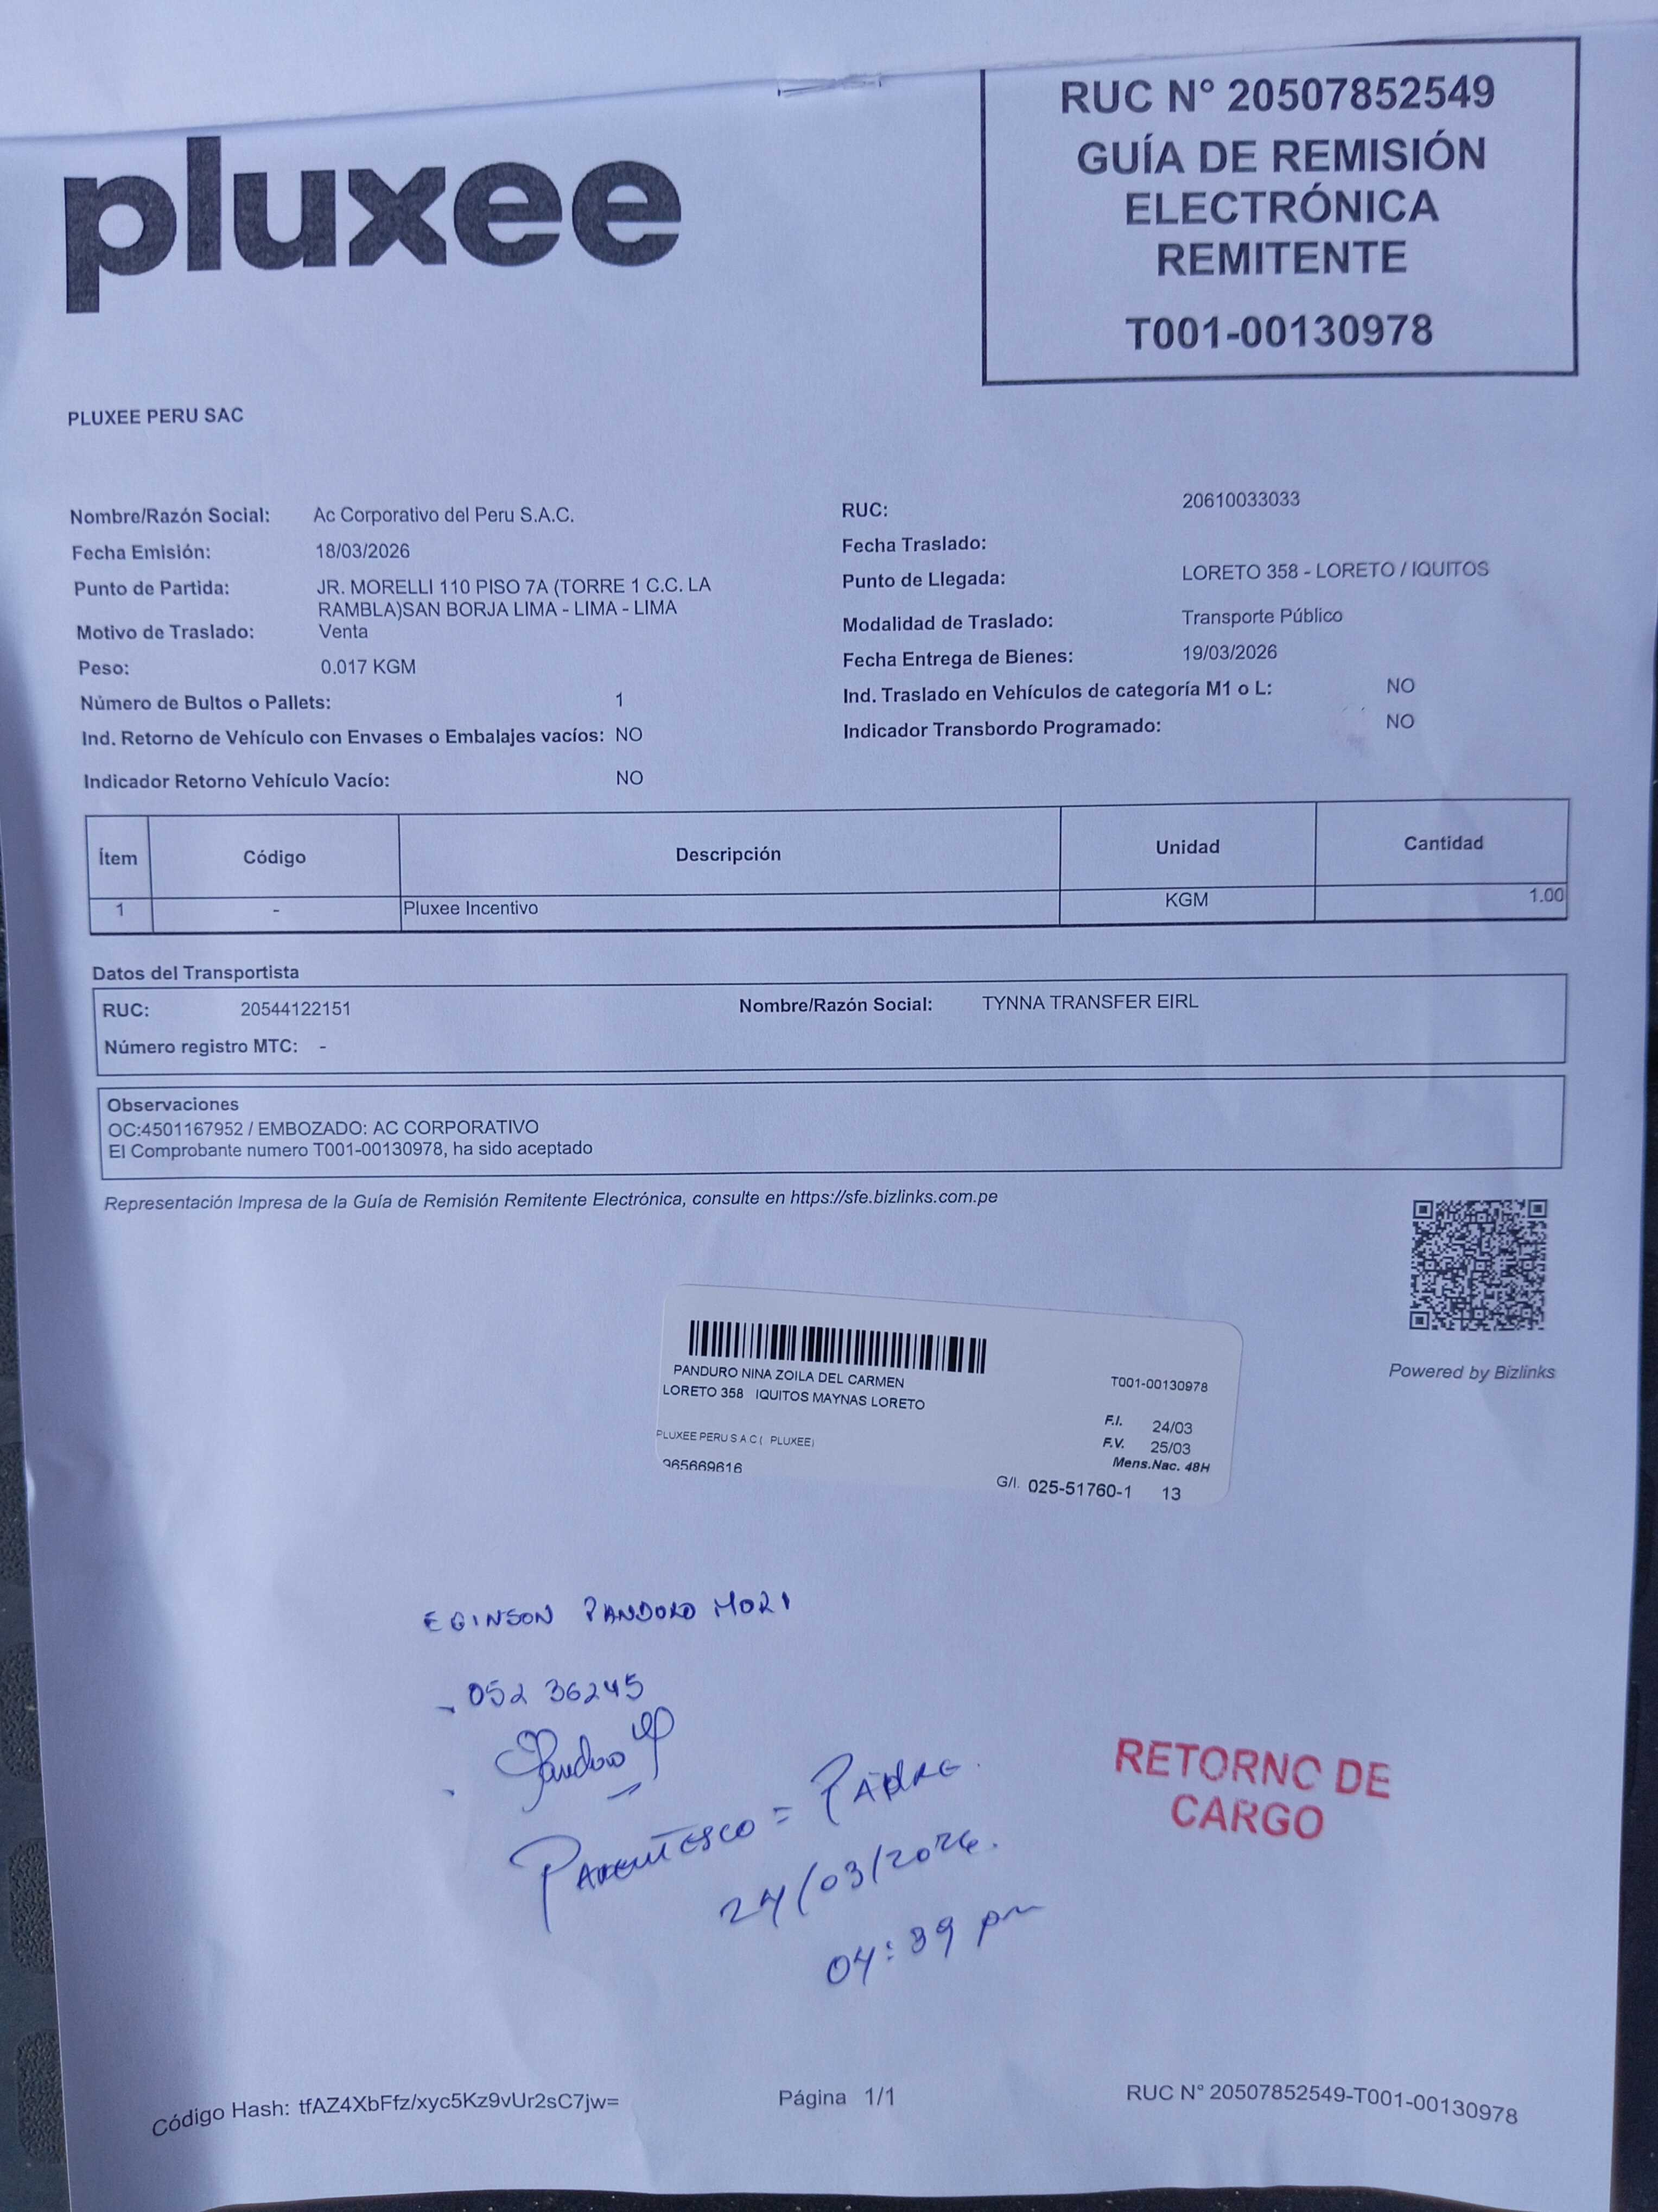 pluxee
RUC N° 20507852549
GUÍA DE REMISIÓN
ELECTRÓNICA
REMITENTE
T001-00130978
PLUXEE PERU SAC
Nombre/Razón Social: Ac Corporativo del Peru S.A.C.
RUC: 20610033033
Fecha Emisión: 18/03/2026
Fecha Traslado:
Punto de Partida: JR. MORELLI 110 PISO 7A (TORRE 1 C.C. LA
RAMBLA)SAN BORJA LIMA - LIMA - LIMA
Punto de Llegada: LORETO 358 - LORETO / IQUITOS
Motivo de Traslado: Venta
Modalidad de Traslado: Transporte Público
Peso: 0.017 KGM
Fecha Entrega de Bienes: 19/03/2026
Número de Bultos o Pallets: 1
Ind. Traslado en Vehículos de categoría M1 o L: NO
Ind. Retorno de Vehículo con Envases o Embalajes vacíos: NO
Indicador Transbordo Programado: NO
Indicador Retorno Vehículo Vacío: NO
Ítem Código Descripción Unidad Cantidad
1 - Pluxee Incentivo KGM 1.00
Datos del Transportista
RUC: 20544122151 Nombre/Razón Social: TYNNA TRANSFER EIRL
Número registro MTC: -
Observaciones
OC:4501167952 / EMBOZADO: AC CORPORATIVO
El Comprobante numero T001-00130978, ha sido aceptado
Representación Impresa de la Guía de Remisión Remitente Electrónica, consulte en https://sfe.bizlinks.com.pe
Powered by Bizlinks
PANDURO NINA ZOILA DEL CARMEN
LORETO 358 IQUITOS MAYNAS LORETO
T001-00130978
PLUXEE PERU S A C ( PLUXEE)
F.I. 24/03
F.V. 25/03
Mens.Nac. 48H
965669616
G/I. 025-51760-1 13
EGINSON PANDURO MORI
052 36245
Panduro
PARENTESCO = PADRE.
24/03/2026.
04:39 pm
RETORNO DE
CARGO
Código Hash: tfAZ4XbFfz/xyc5Kz9vUr2sC7jw=
Página 1/1
RUC N° 20507852549-T001-00130978